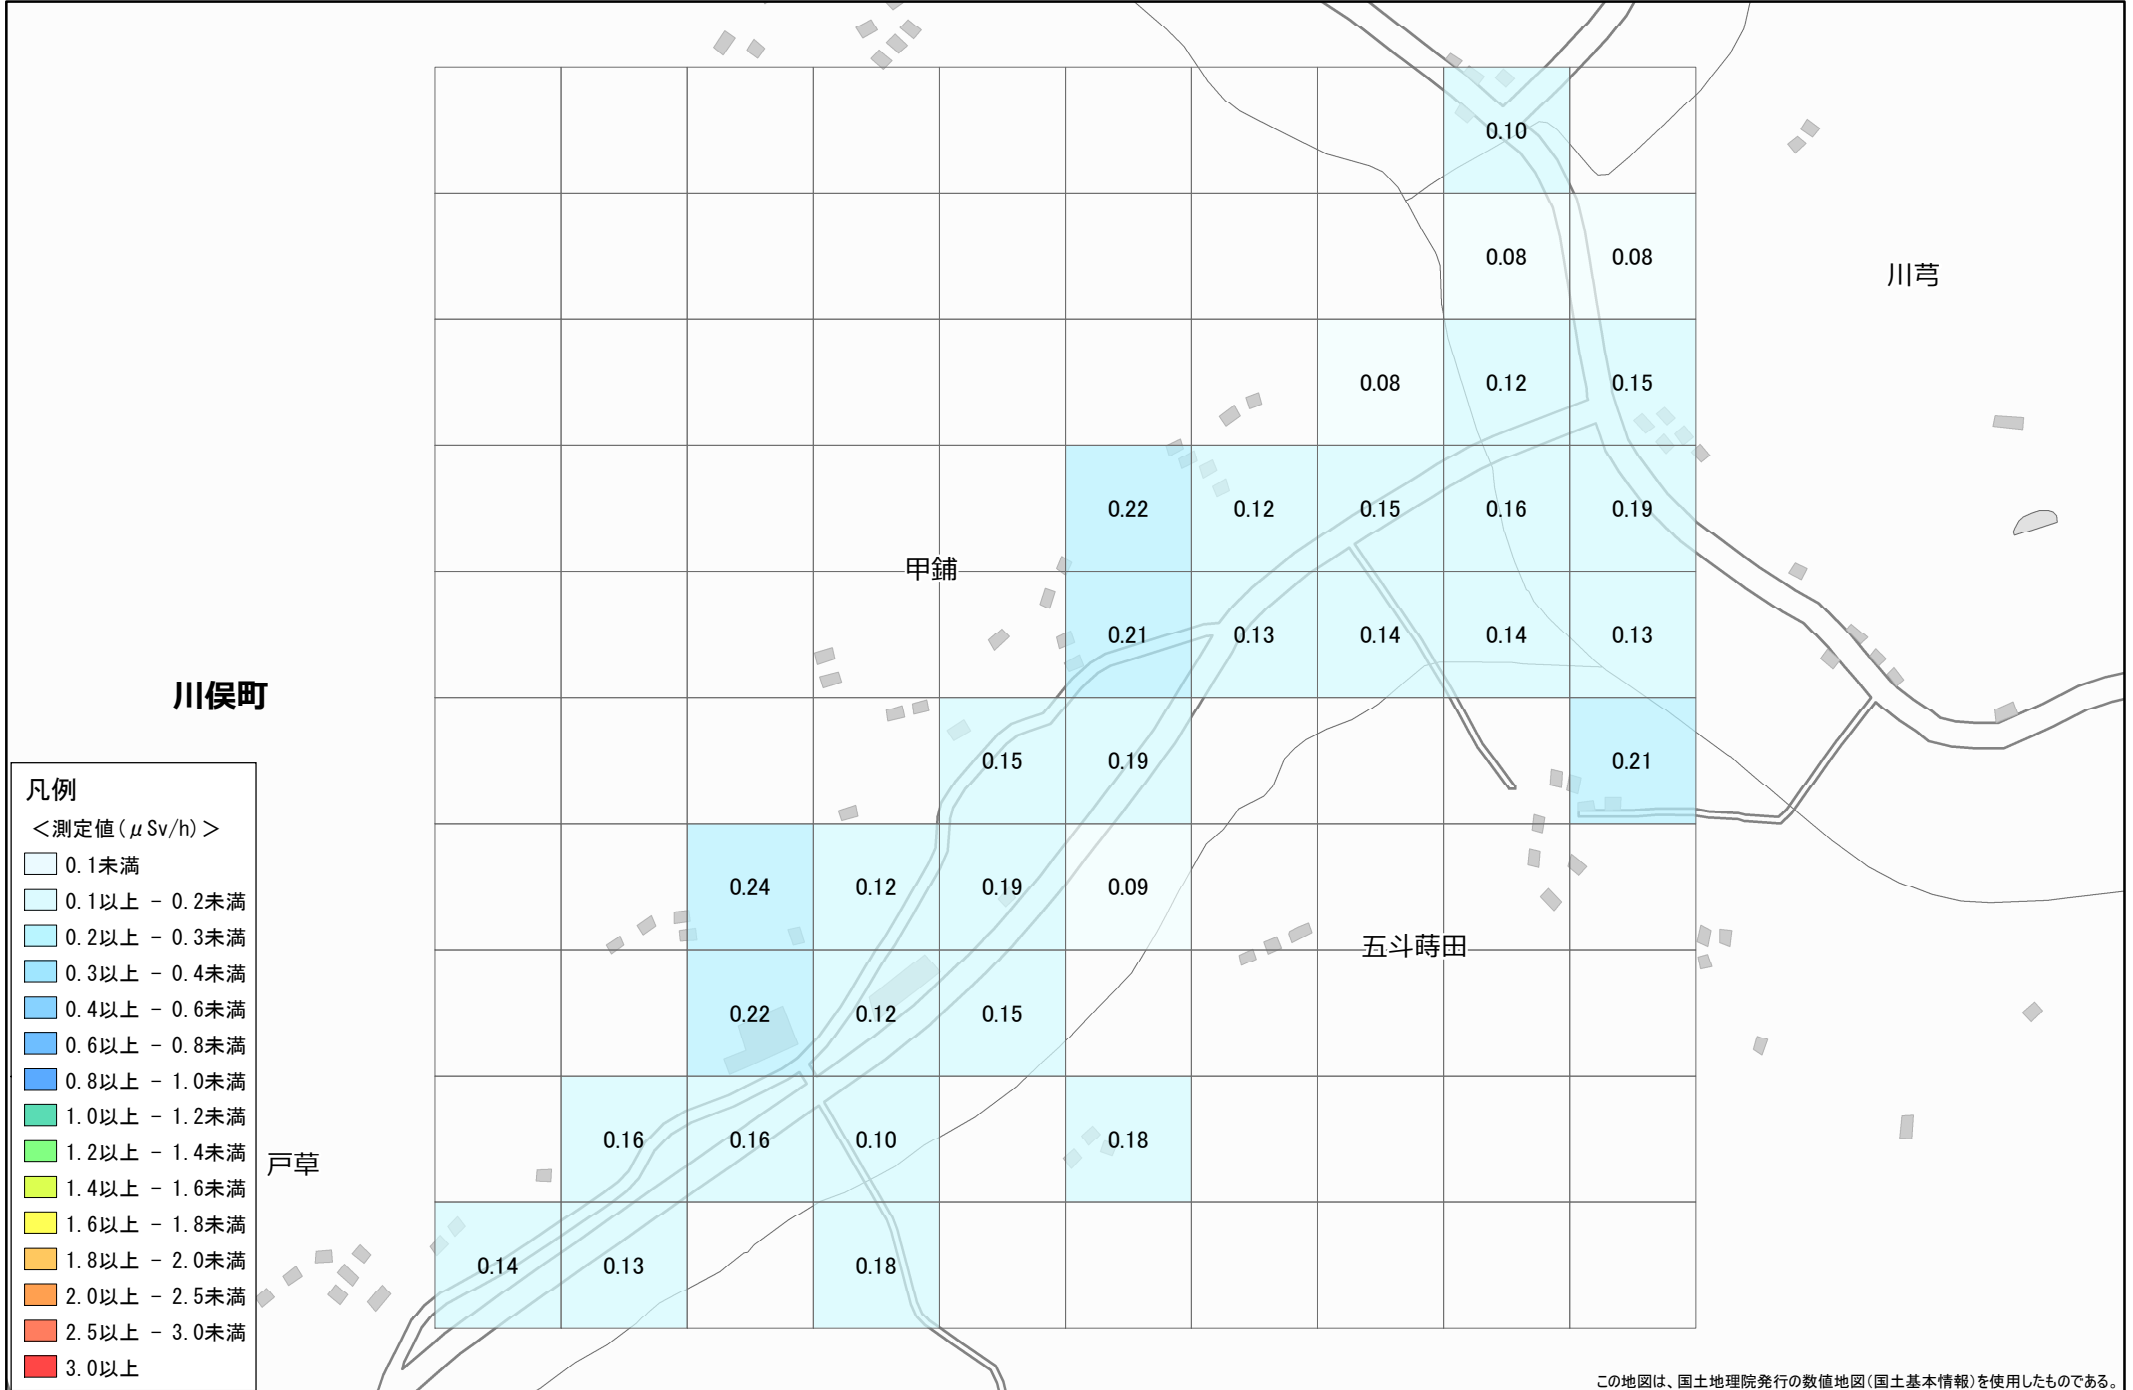 0.10
0.08 0.08
川芎
0.08 0.12 0.15
0.22 0.12 0.15 0.16 0.19
甲鋪
0.21 0.13 0.14 0.14 0.13
川俣町
0.15 0.19 0.21
0.24 0.12 0.19 0.09
五斗蒔田
0.22 0.12 0.15
0.16 0.16 0.10 0.18
戸草
0.14 0.13 0.18
凡例
＜測定値(μSv/h)＞
0.1未満
0.1以上 － 0.2未満
0.2以上 － 0.3未満
0.3以上 － 0.4未満
0.4以上 － 0.6未満
0.6以上 － 0.8未満
0.8以上 － 1.0未満
1.0以上 － 1.2未満
1.2以上 － 1.4未満
1.4以上 － 1.6未満
1.6以上 － 1.8未満
1.8以上 － 2.0未満
2.0以上 － 2.5未満
2.5以上 － 3.0未満
3.0以上
この地図は、国土地理院発行の数値地図(国土基本情報)を使用したものである。